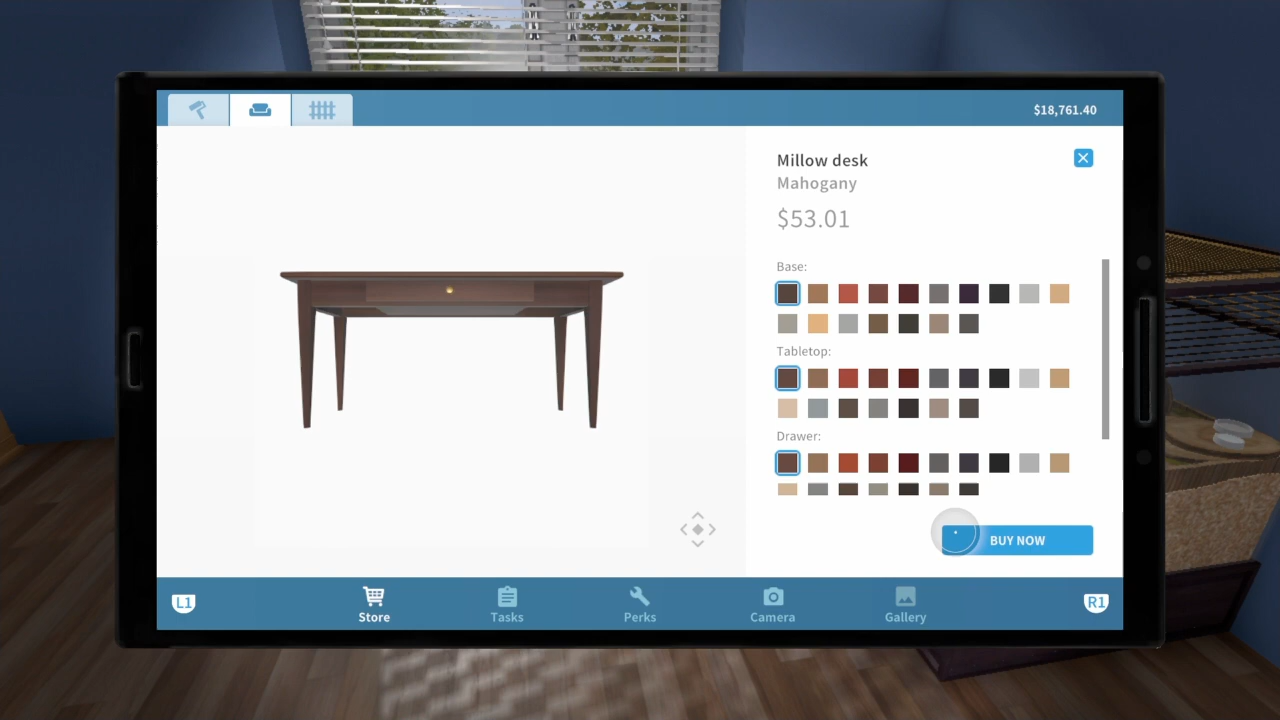 $18,761.40
Millow desk
Mahogany
$53.01
Base:
Tabletop:
Drawer:
BUY NOW
L1
Store
Tasks
Perks
Camera
Gallery
R1